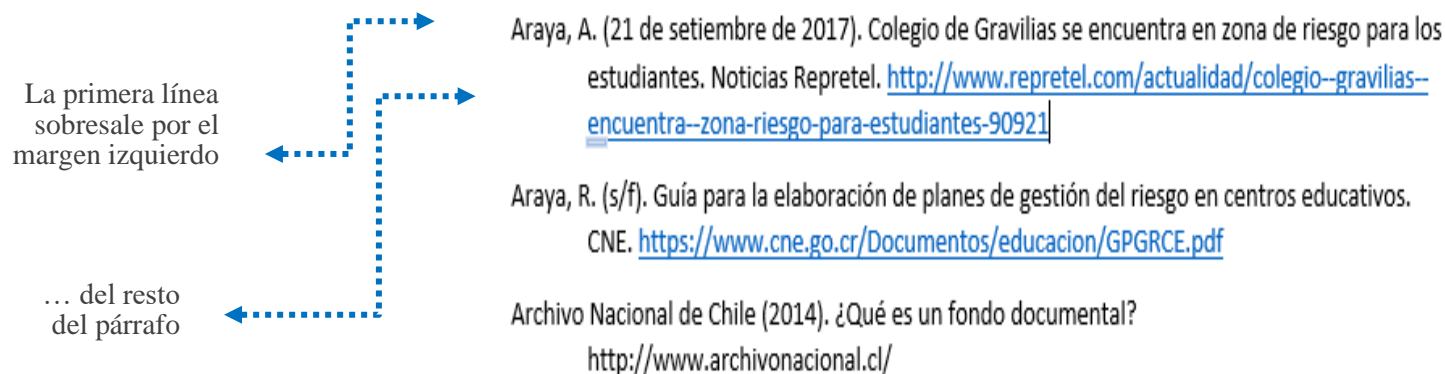 La primera línea
sobresale por el
margen izquierdo
… del resto
del párrafo
Araya, A. (21 de setiembre de 2017). Colegio de Gravilias se encuentra en zona de riesgo para los
estudiantes. Noticias Repretel. http://www.repretel.com/actualidad/colegio--gravilias--
encuentra--zona-riesgo-para-estudiantes-90921
Araya, R. (s/f). Guía para la elaboración de planes de gestión del riesgo en centros educativos.
CNE. https://www.cne.go.cr/Documentos/educacion/GPGRCE.pdf
Archivo Nacional de Chile (2014). ¿Qué es un fondo documental?
http://www.archivonacional.cl/